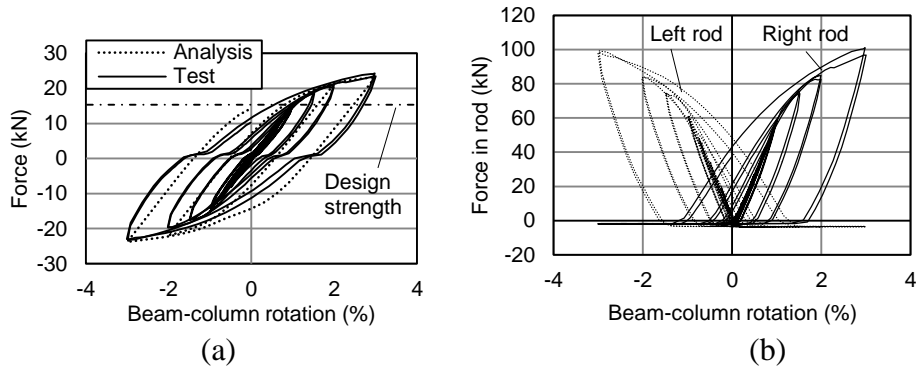 30
20
10
0
-10
-20
-30
-4
-2
0
2
4
Force (kN)
Beam-column rotation (%)
Analysis
Test
Design
strength
(a)
120
100
80
60
40
20
0
-20
-4
-2
0
2
4
Force in rod (kN)
Beam-column rotation (%)
Left rod
Right rod
(b)